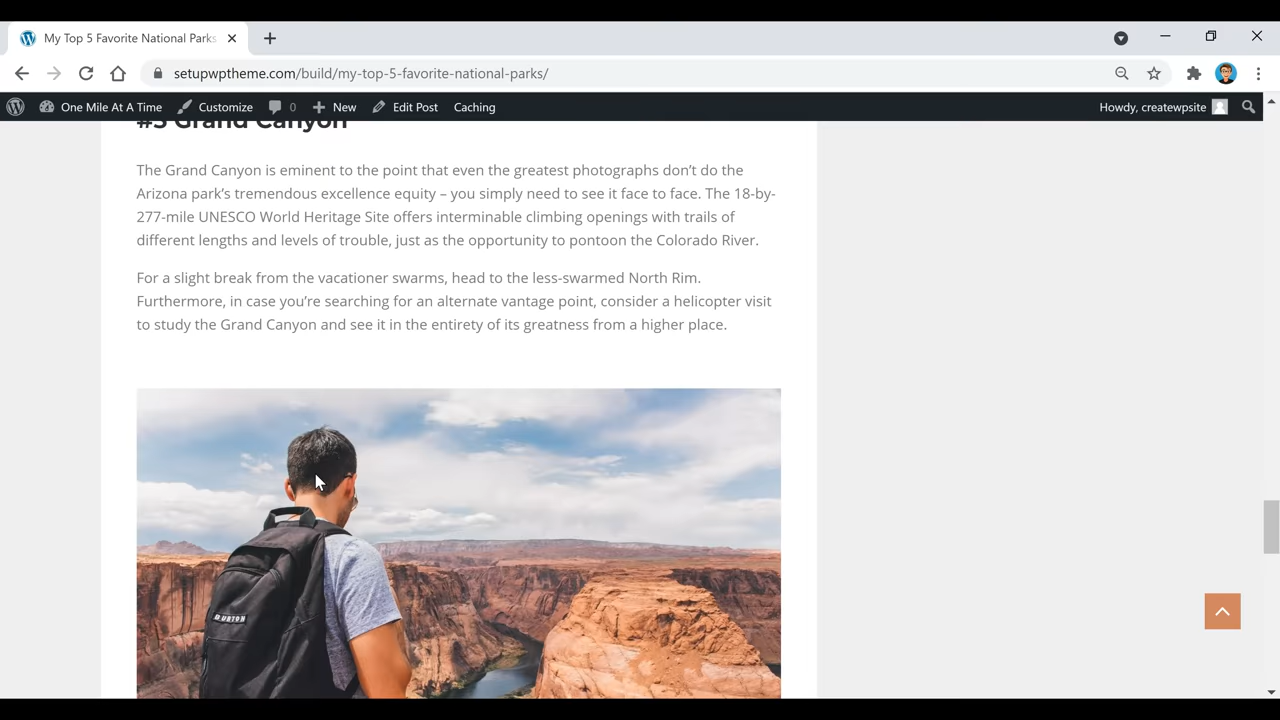 My Top 5 Favorite National Parks
setupwptheme.com/build/my-top-5-favorite-national-parks/
One Mile At A Time Customize 0 New Edit Post Caching Howdy, createwpsite
Grand Canyon
The Grand Canyon is eminent to the point that even the greatest photographs don’t do the
Arizona park’s tremendous excellence equity – you simply need to see it face to face. The 18-by-
277-mile UNESCO World Heritage Site offers interminable climbing openings with trails of
different lengths and levels of trouble, just as the opportunity to pontoon the Colorado River.
For a slight break from the vacationer swarms, head to the less-swarmed North Rim.
Furthermore, in case you’re searching for an alternate vantage point, consider a helicopter visit
to study the Grand Canyon and see it in the entirety of its greatness from a higher place.
BURTON